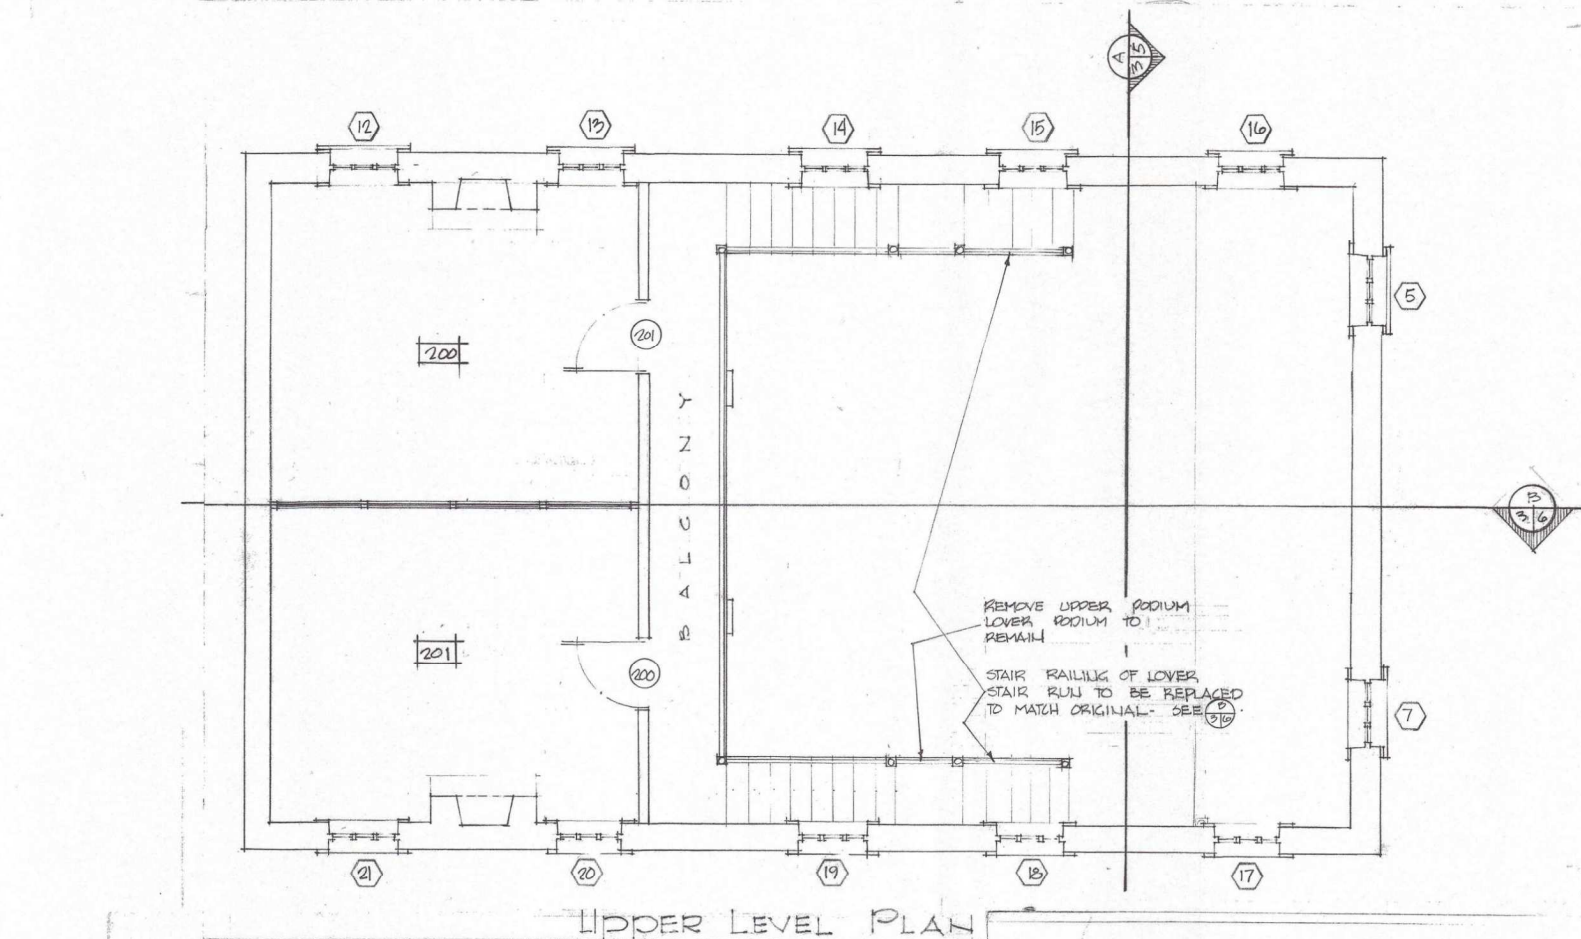 A
3 5
12
13
14
15
16
5
201
200
BALCONY
B
3 6
REMOVE UPPER PODIUM
LOWER PODIUM TO
REMAIN
201
200
STAIR RAILING OF LOWER
STAIR RUN TO BE REPLACED
TO MATCH ORIGINAL- SEE B
3 6
7
21
20
19
18
17
UPPER LEVEL PLAN